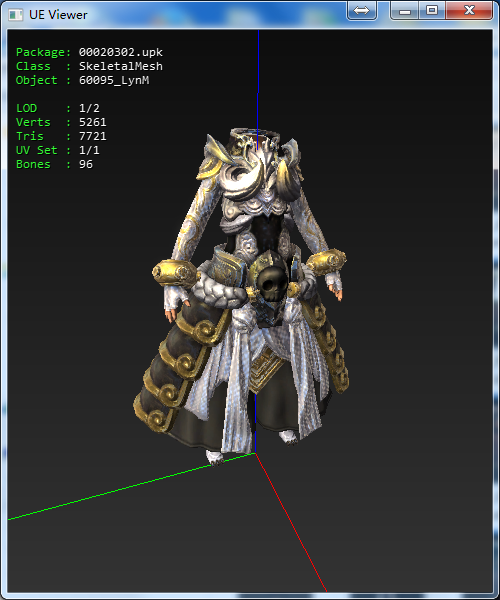 UE Viewer
Package: 00020302.upk
Class : SkeletalMesh
Object : 60095_LynM
LOD : 1/2
Verts : 5261
Tris : 7721
UV Set : 1/1
Bones : 96